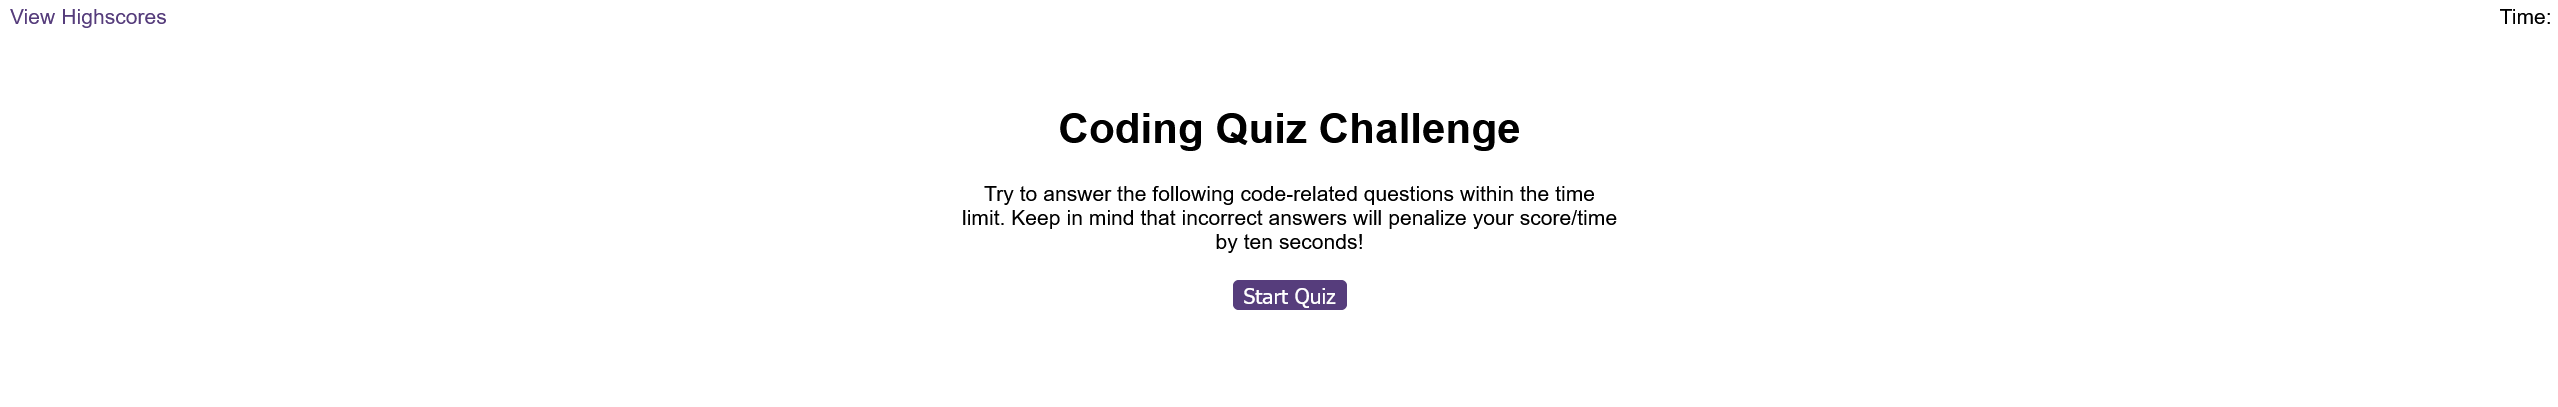 View Highscores
Time:
Coding Quiz Challenge
Try to answer the following code-related questions within the time
limit. Keep in mind that incorrect answers will penalize your score/time
by ten seconds!
Start Quiz